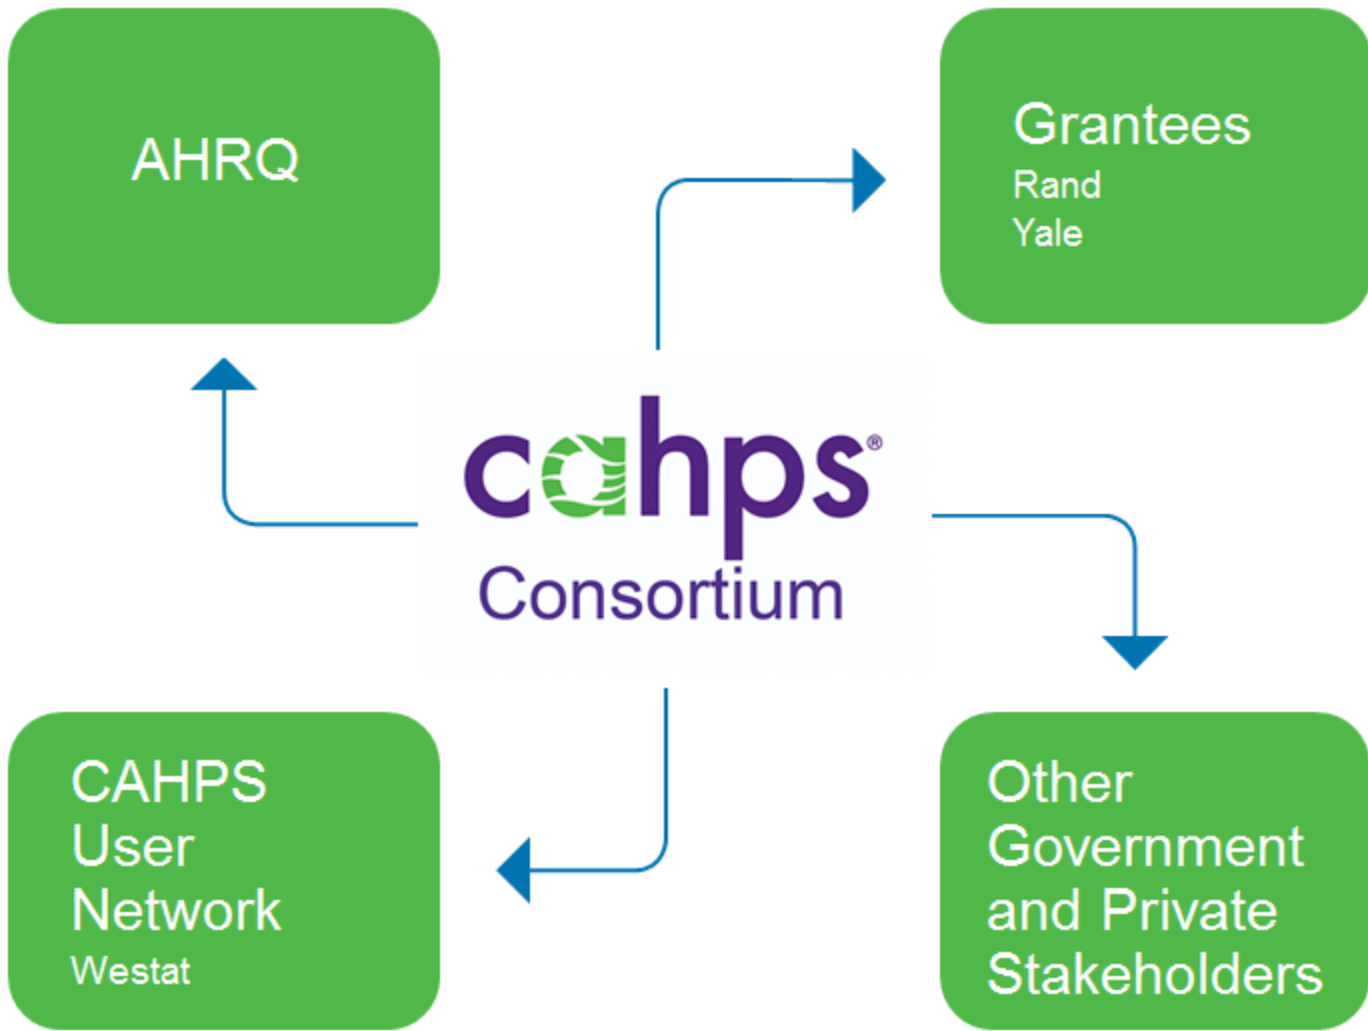 AHRQ
Grantees
Rand
Yale
cahps®
Consortium
CAHPS
User
Network
Westat
Other
Government
and Private
Stakeholders